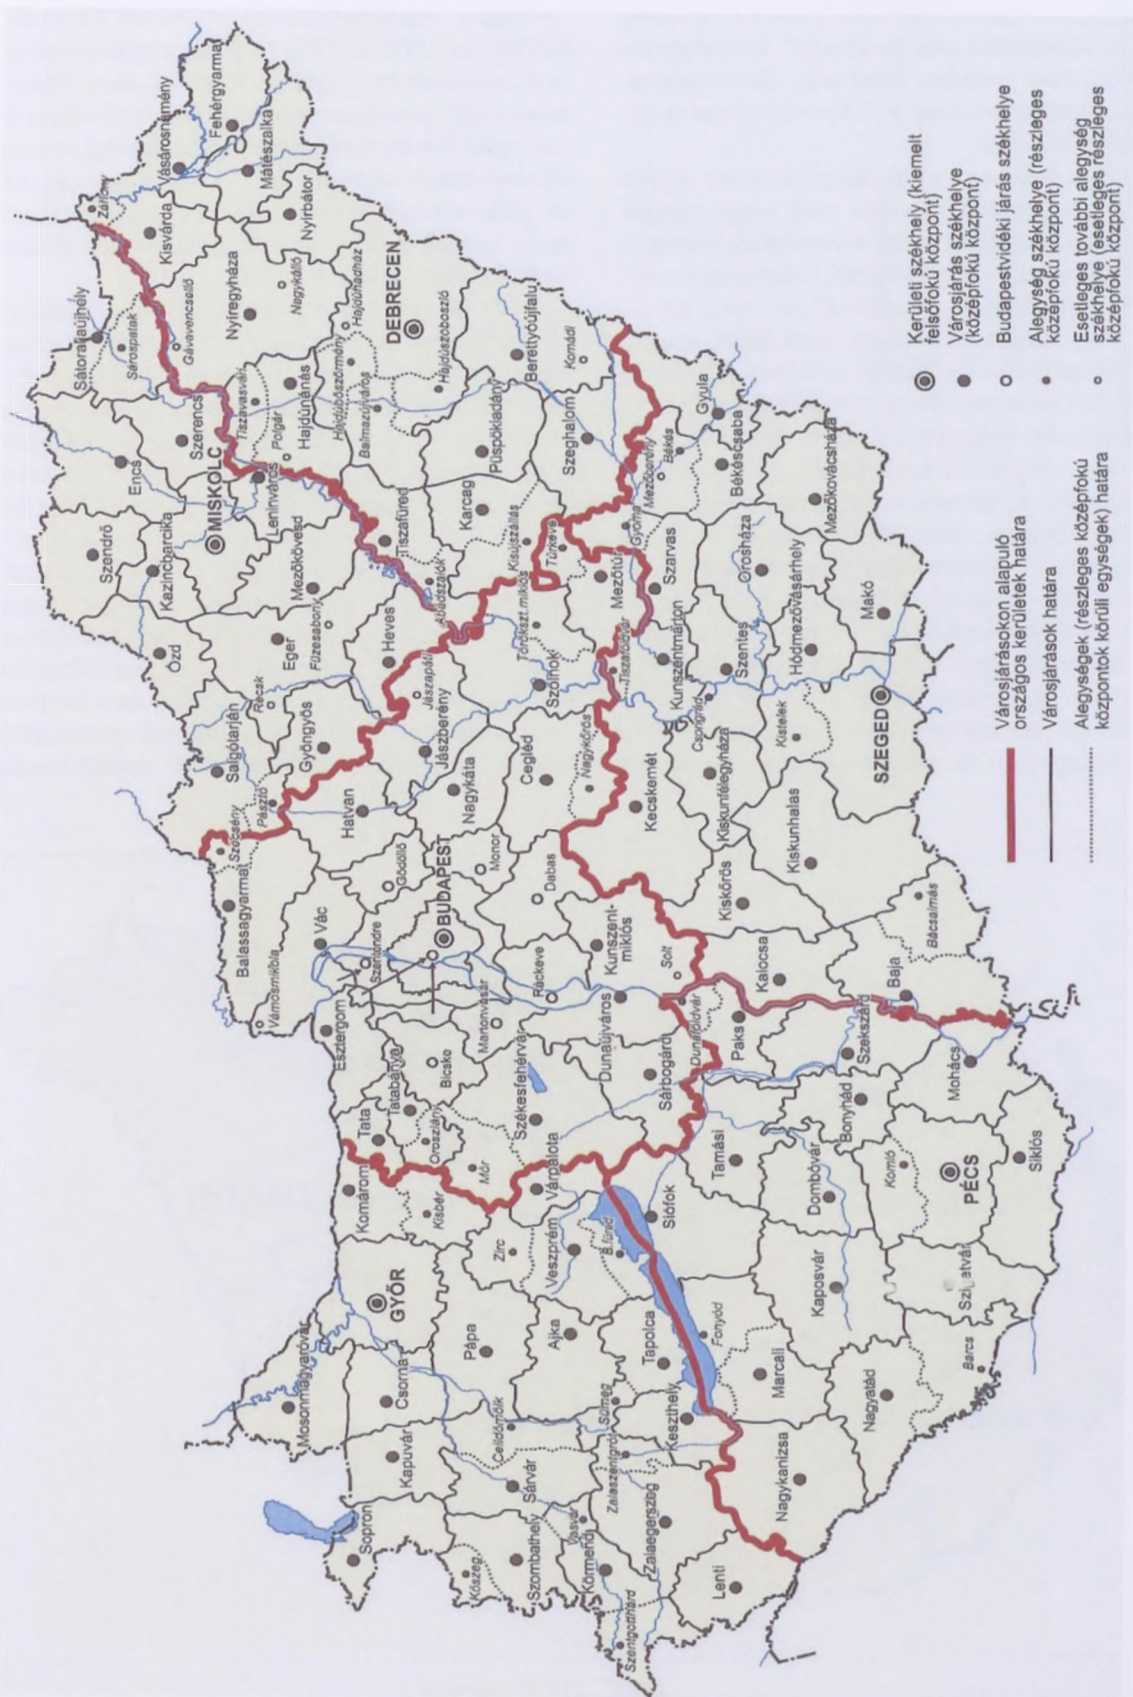 Sopron
Mosonmagyaróvár
Kapuvár
Csorna
GYŐR
Komárom
Tata
Tatabánya
Oroszlány
Kisbér
Mór
Esztergom
Bicske
Vámosmikola
Balassagyarmat
Szécsény
Salgótarján
Pásztó
Vác
Szentendre
BUDAPEST
Gödöllő
Monor
Dabas
Ráckeve
Martonvásár
Székesfehérvár
Dunaújváros
Sárbogárd
Dunaföldvár
Kőszeg
Szombathely
Sárvár
Celldömölk
Pápa
Zirc
Várpalota
Veszprém
B.füred
Ajka
Sümeg
Tapolca
Keszthely
Zalaszentgrót
Vasvár
Körmend
Szentgotthárd
Zalaegerszeg
Lenti
Nagykanizsa
Marcali
Fonyód
Siófok
Tamási
Nagyatád
Barcs
Kaposvár
Szigetvár
Dombóvár
Komló
PÉCS
Siklós
Bonyhád
Mohács
Szekszárd
Paks
Kalocsa
Solt
Baja
Bácsalmás
Kunszent-
miklós
Kiskőrös
Kiskunhalas
Kiskunfélegyháza
Kecskemét
Nagykőrös
Cegléd
Nagykáta
Jászberény
Jászapáti
Hatvan
Gyöngyös
Recsk
Eger
Füzesabony
Heves
Ózd
Kazincbarcika
Szendrő
Encs
MISKOLC
Mezőkövesd
Leninváros
Szerencs
Sátoraljaújhely
Sárospatak
Gávavencsellő
Záhony
Kisvárda
Vásárosnamény
Fehérgyarmat
Mátészalka
Nyírbátor
Nyíregyháza
Nagykálló
Tiszavasvári
Polgár
Hajdúnánás
Hajdúböszörmény
Hajdúhadház
Balmazújváros
DEBRECEN
Hajdúszoboszló
Berettyóújfalu
Komádi
Püspökladány
Karcag
Tiszafüred
Abádszalók
Kisújszállás
Törökszt.miklós
Túrkeve
Szolnok
Mezőtúr
Tiszaföldvár
Kunszentmárton
Szarvas
Gyoma
Mezőberény
Békés
Szeghalom
Gyula
Békéscsaba
Orosháza
Mezőkovácsháza
Szentes
Csongrád
Kistelek
Hódmezővásárhely
Makó
SZEGED
Városjárásokon alapuló
országos kerületek határa
Városjárások határa
Alegységek (részleges középfokú
központok körüli egységek) határa
Kerületi székhely (kiemelt
felsőfokú központ)
Városjárás székhelye
(középfokú központ)
Budapestvidéki járás székhelye
Alegység székhelye (részleges
középfokú központ)
Esetleges további alegység
székhelye (esetleges részleges
középfokú központ)